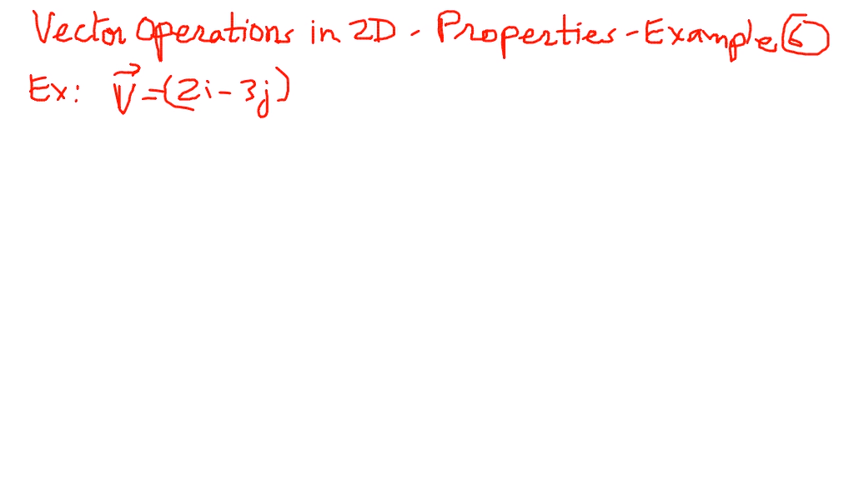 Vector Operations in 2D - Properties - Example 6
Ex: V⃗ = (2i - 3j)